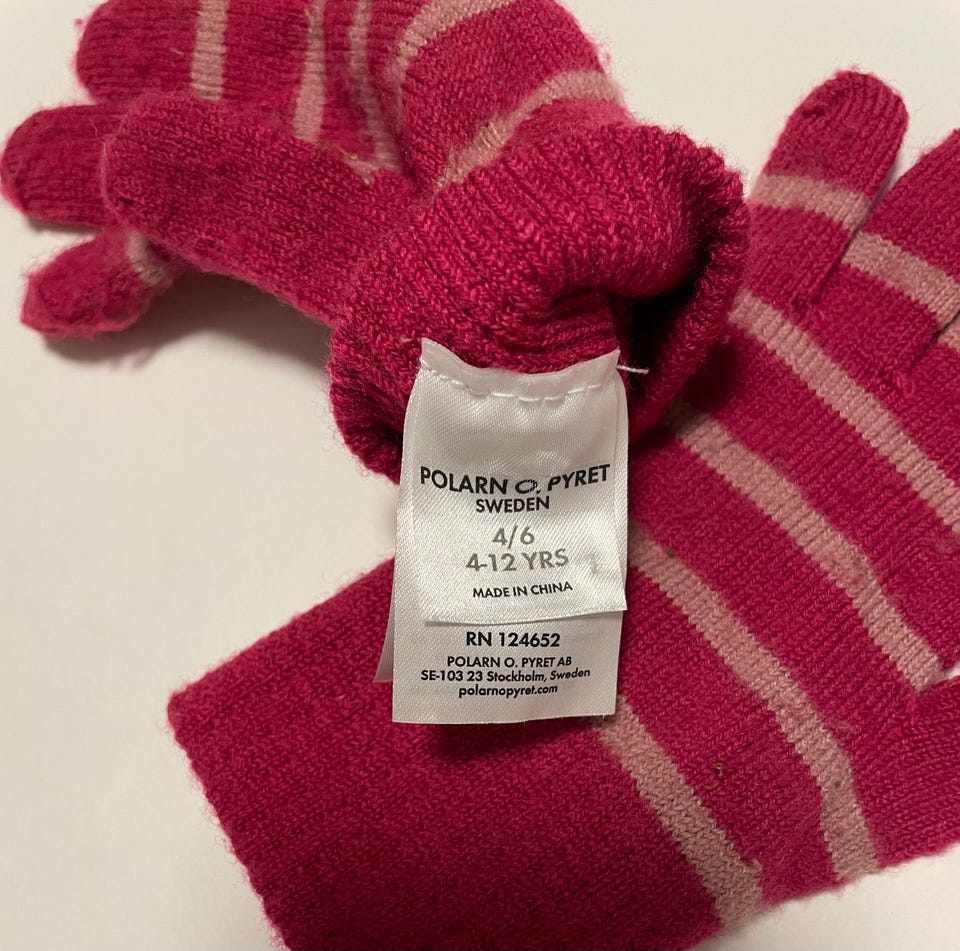 POLARN O. PYRET
SWEDEN
4/6
4-12 YRS
MADE IN CHINA
RN 124652
POLARN O. PYRET AB
SE-103 23 Stockholm, Sweden
polarnopyret.com